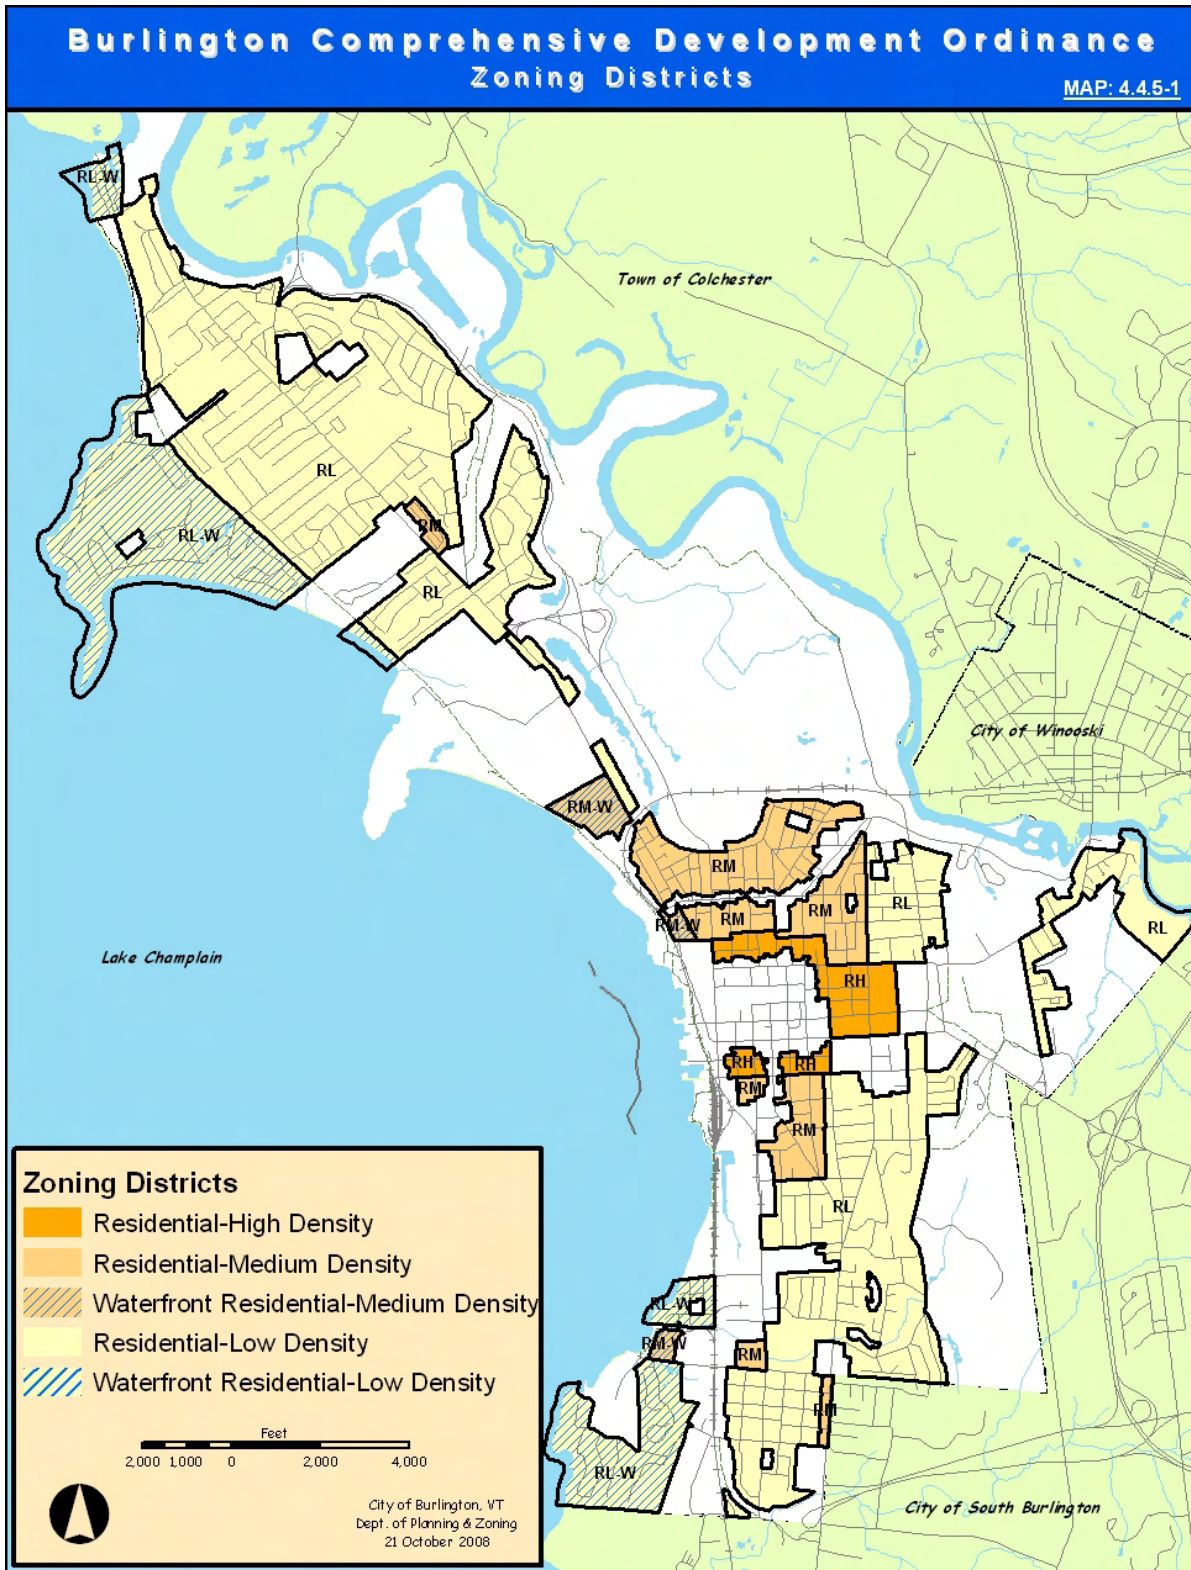 Burlington Comprehensive Development Ordinance
Zoning Districts
MAP: 4.4.5-1
RL-W
Town of Colchester
RL
RM
RL-W
RL
City of Winooski
RM-W
RM
RM
RM
RL
RM-W
RL
Lake Champlain
RH
RH
RH
RM
RM
RL
RL-W
RM-W
RM
RM
RL-W
City of South Burlington
Zoning Districts
Residential-High Density
Residential-Medium Density
Waterfront Residential-Medium Density
Residential-Low Density
Waterfront Residential-Low Density
Feet
2,000 1,000 0 2,000 4,000
City of Burlington, VT
Dept. of Planning & Zoning
21 October 2008